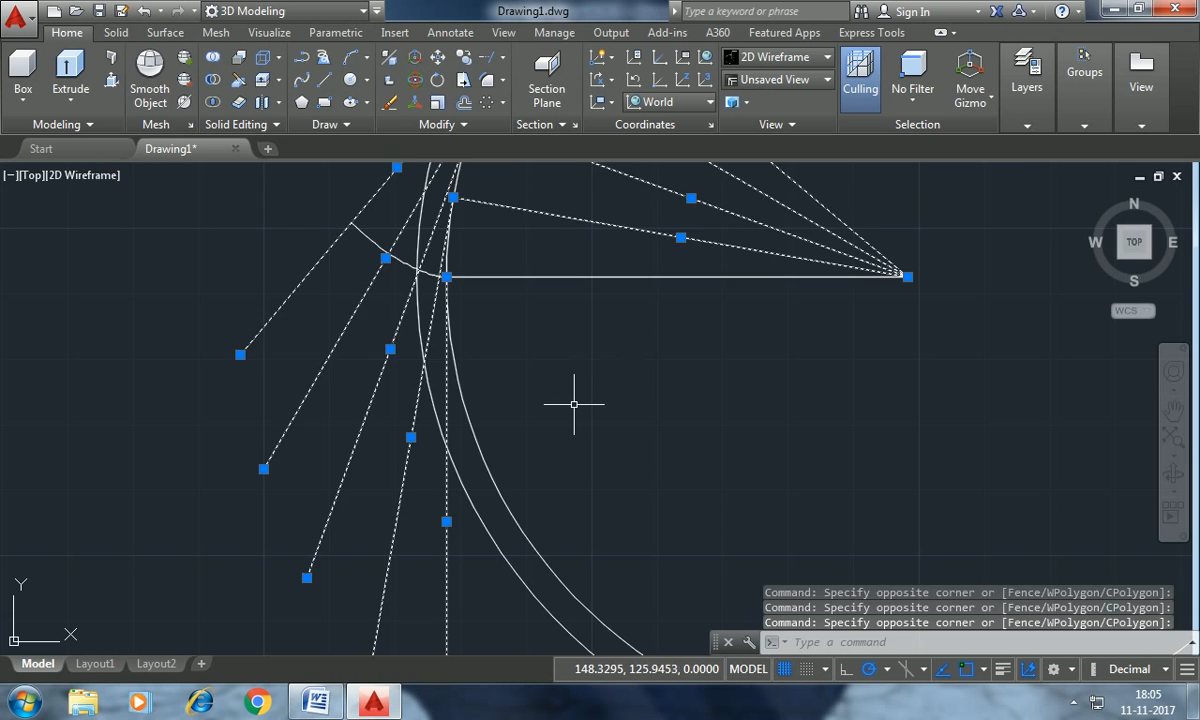 3D Modeling
Drawing1.dwg
Type a keyword or phrase
Sign In
Home
Solid
Surface
Mesh
Visualize
Parametric
Insert
Annotate
View
Manage
Output
Add-ins
A360
Featured Apps
Express Tools
Box
Extrude
Smooth
Object
Section
Plane
World
2D Wireframe
Unsaved View
Culling
No Filter
Move
Gizmo
Layers
Groups
View
Modeling
Mesh
Solid Editing
Draw
Modify
Section
Coordinates
View
Selection
Start
Drawing1*
[−][Top][2D Wireframe]
N
W
TOP
E
S
WCS
Command: Specify opposite corner or [Fence/WPolygon/CPolygon]:
Command: Specify opposite corner or [Fence/WPolygon/CPolygon]:
Command: Specify opposite corner or [Fence/WPolygon/CPolygon]:
Type a command
Y
X
Model
Layout1
Layout2
148.3295, 125.9453, 0.0000
MODEL
Decimal
18:05
11-11-2017